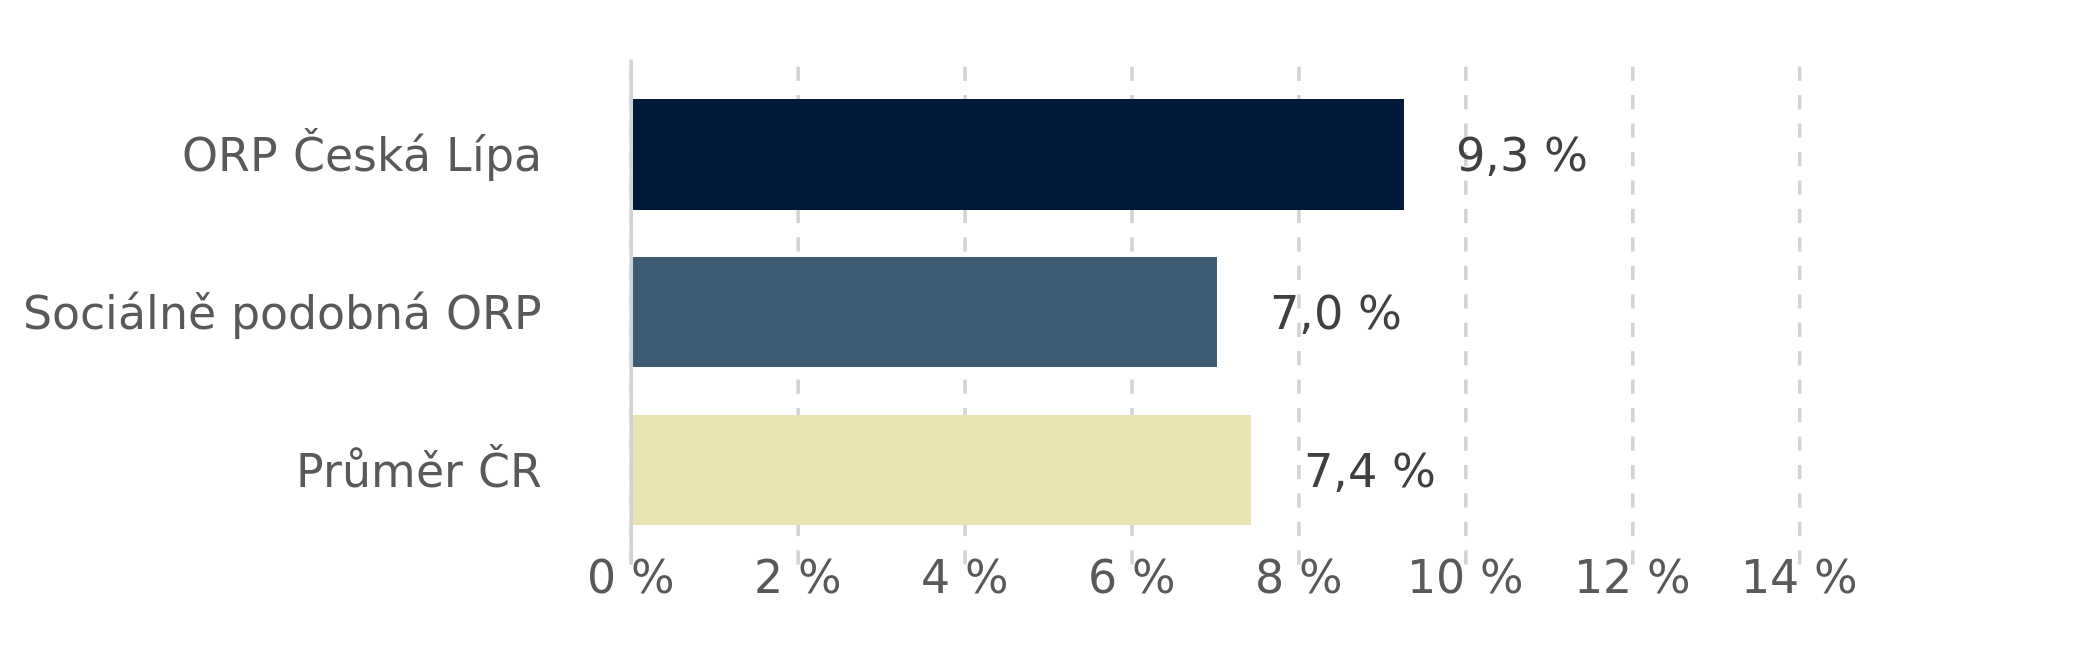 ORP Česká Lípa
9,3 %
Sociálně podobná ORP
7,0 %
Průměr ČR
7,4 %
0 % 2 % 4 % 6 % 8 % 10 % 12 % 14 %